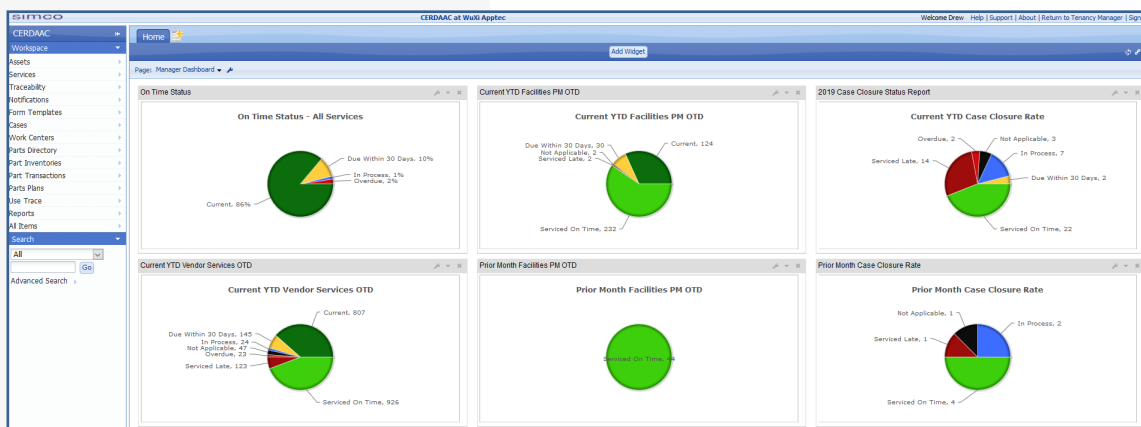 simco
CERDAAC at WuXi Apptec
Welcome Drew Help | Support | About | Return to Tenancy Manager | Sign
CERDAAC
Home
Workspace
Add Widget
Assets
Services
Traceability
Notifications
Form Templates
Cases
Work Centers
Parts Directory
Part Inventories
Part Transactions
Parts Plans
Use Trace
Reports
All Items
Search
All
Go
Advanced Search
Page: Manager Dashboard
On Time Status
On Time Status - All Services
Due Within 30 Days, 10%
In Process, 1%
Overdue, 2%
Current, 86%
Current YTD Facilities PM OTD
Current YTD Facilities PM OTD
Due Within 30 Days, 30
Not Applicable, 2
Serviced Late, 2
Current, 124
Serviced On Time, 232
2019 Case Closure Status Report
Current YTD Case Closure Rate
Overdue, 2
Not Applicable, 3
In Process, 7
Serviced Late, 14
Due Within 30 Days, 2
Serviced On Time, 22
Current YTD Vendor Services OTD
Current YTD Vendor Services OTD
Current, 807
Due Within 30 Days, 145
In Process, 24
Not Applicable, 47
Overdue, 23
Serviced Late, 123
Serviced On Time, 926
Prior Month Facilities PM OTD
Prior Month Facilities PM OTD
Serviced On Time, 44
Prior Month Case Closure Rate
Prior Month Case Closure Rate
Not Applicable, 1
In Process, 2
Serviced Late, 1
Serviced On Time, 4